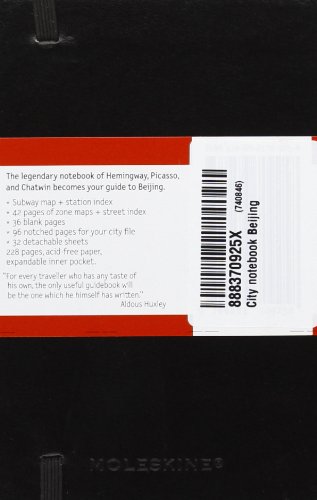 The legendary notebook of Hemingway, Picasso,
and Chatwin becomes your guide to Beijing.
• Subway map + station index
• 42 pages of zone maps + street index
• 36 blank pages
• 96 notched pages for your city file
• 32 detachable sheets
228 pages, acid-free paper,
expandable inner pocket.
"For every traveller who has any taste of
his own, the only useful guidebook will
be the one which he himself has written."
Aldous Huxley
(740846)
888370925X
City notebook Beijing
MOLESKINE®